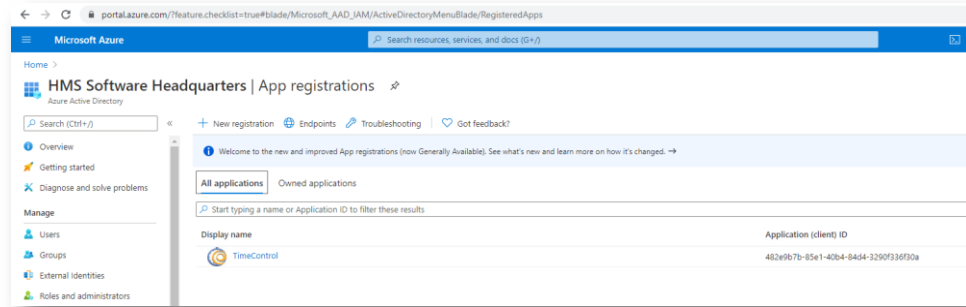 portal.azure.com/?feature.checklist=true#blade/Microsoft_AAD_IAM/ActiveDirectoryMenuBlade/RegisteredApps
Microsoft Azure
Search resources, services, and docs (G+/)
Home >
HMS Software Headquarters | App registrations
Azure Active Directory
Search (Ctrl+/)
«
+ New registration
Endpoints
Troubleshooting
Got feedback?
Overview
Getting started
Diagnose and solve problems
Manage
Users
Groups
External Identities
Roles and administrators
Welcome to the new and improved App registrations (now Generally Available). See what's new and learn more on how it's changed. →
All applications
Owned applications
Start typing a name or Application ID to filter these results
Display name
Application (client) ID
TimeControl
482e9b7b-85e1-40b4-84d4-3290f336f30a